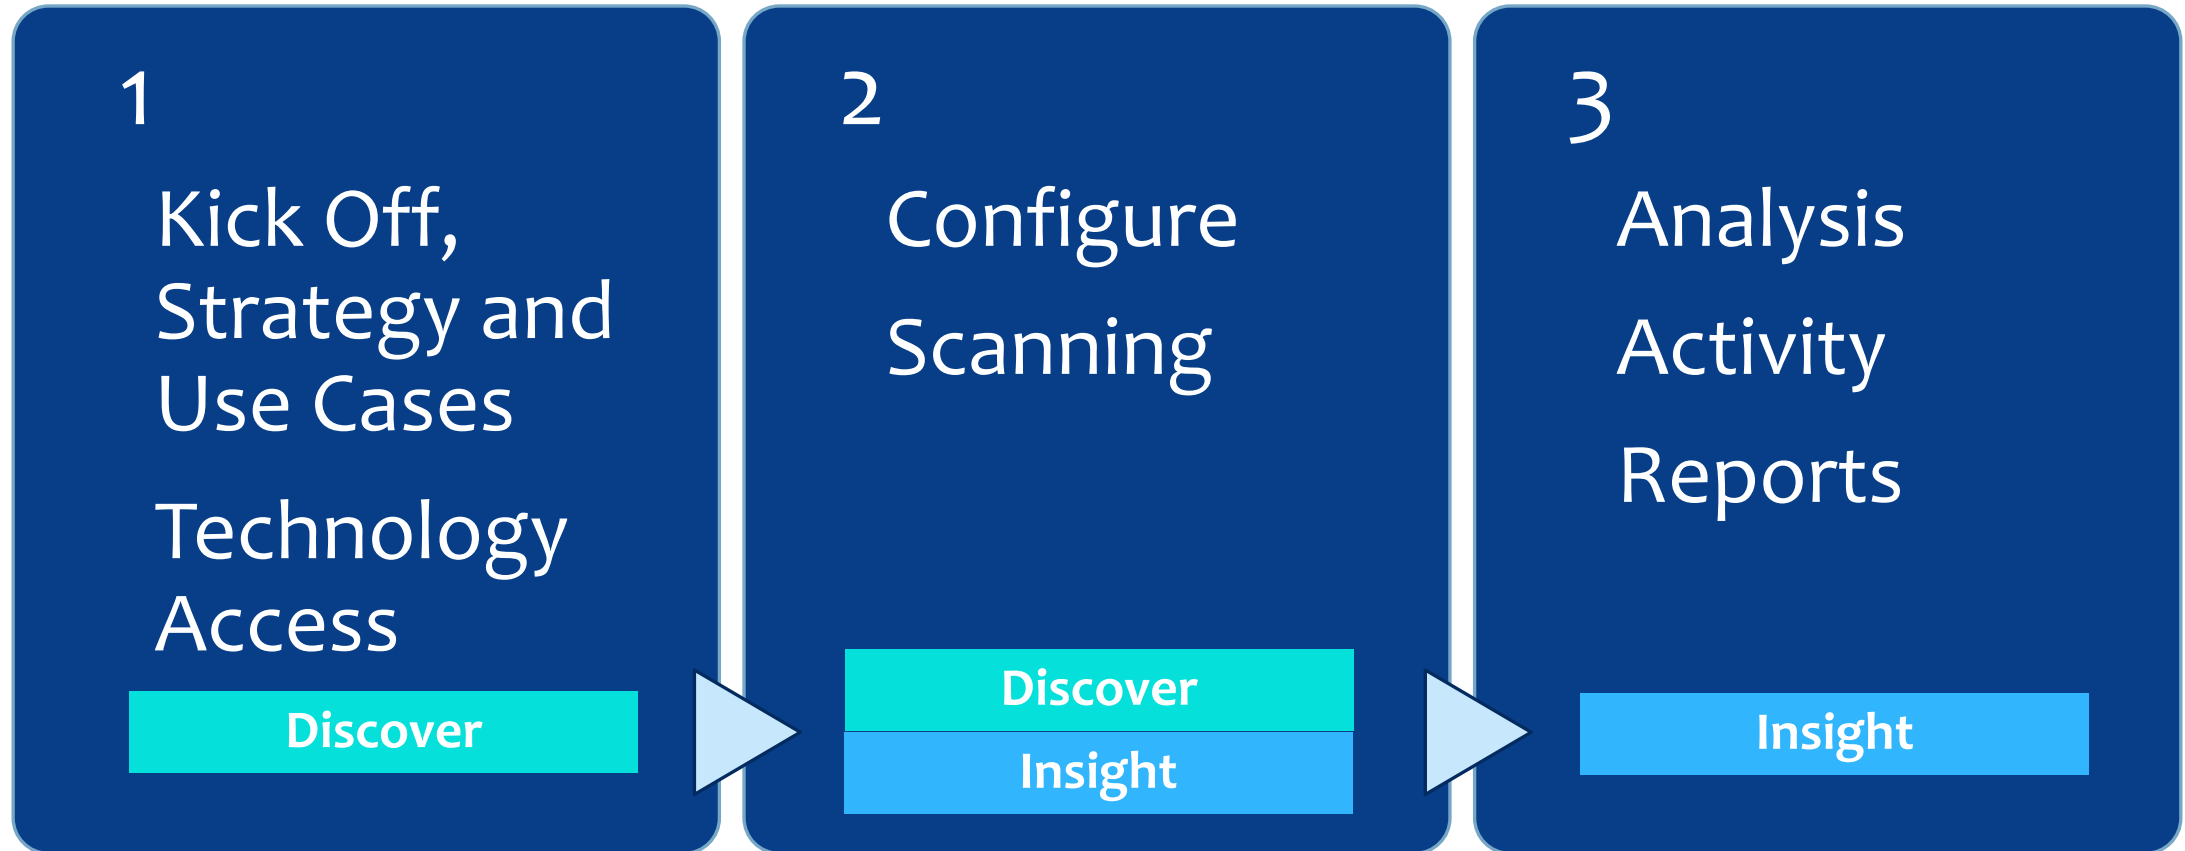 1
Kick Off,
Strategy and
Use Cases
Technology
Access
Discover
2
Configure
Scanning
Discover
Insight
3
Analysis
Activity
Reports
Insight